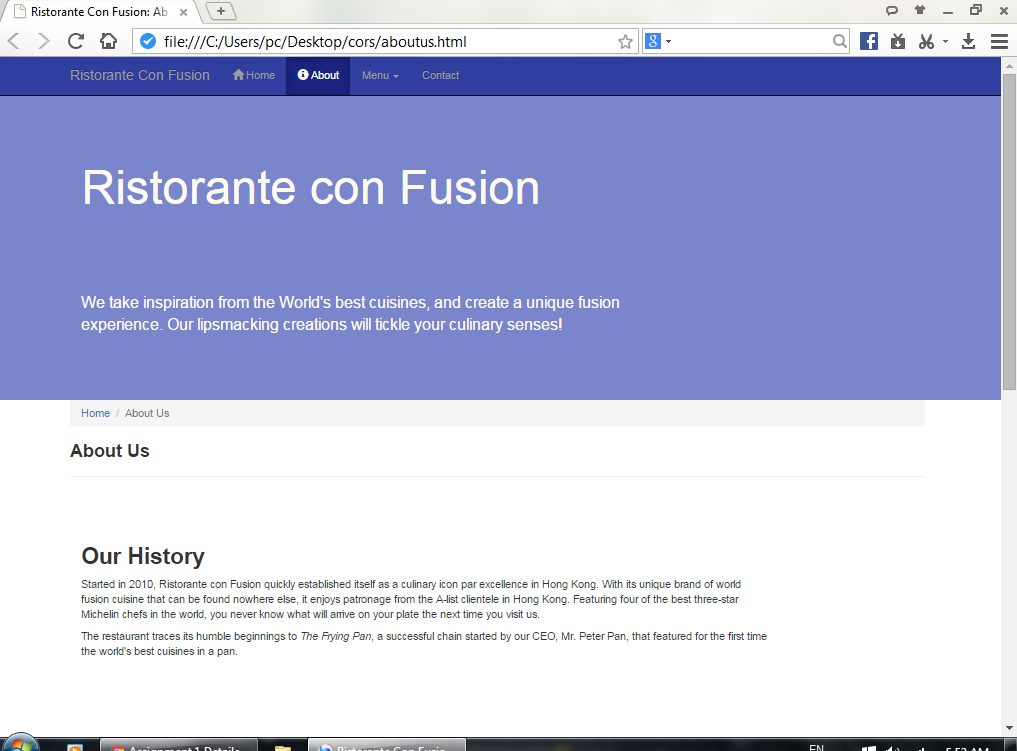 Ristorante Con Fusion: Ab
file:///C:/Users/pc/Desktop/cors/aboutus.html
Ristorante Con Fusion Home About Menu Contact
Ristorante con Fusion
We take inspiration from the World's best cuisines, and create a unique fusion
experience. Our lipsmacking creations will tickle your culinary senses!
Home / About Us
About Us
Our History
Started in 2010, Ristorante con Fusion quickly established itself as a culinary icon par excellence in Hong Kong. With its unique brand of world
fusion cuisine that can be found nowhere else, it enjoys patronage from the A-list clientele in Hong Kong. Featuring four of the best three-star
Michelin chefs in the world, you never know what will arrive on your plate the next time you visit us.
The restaurant traces its humble beginnings to The Frying Pan, a successful chain started by our CEO, Mr. Peter Pan, that featured for the first time
the world's best cuisines in a pan.
Assignment 1 Details Ristorante Con Fusio EN